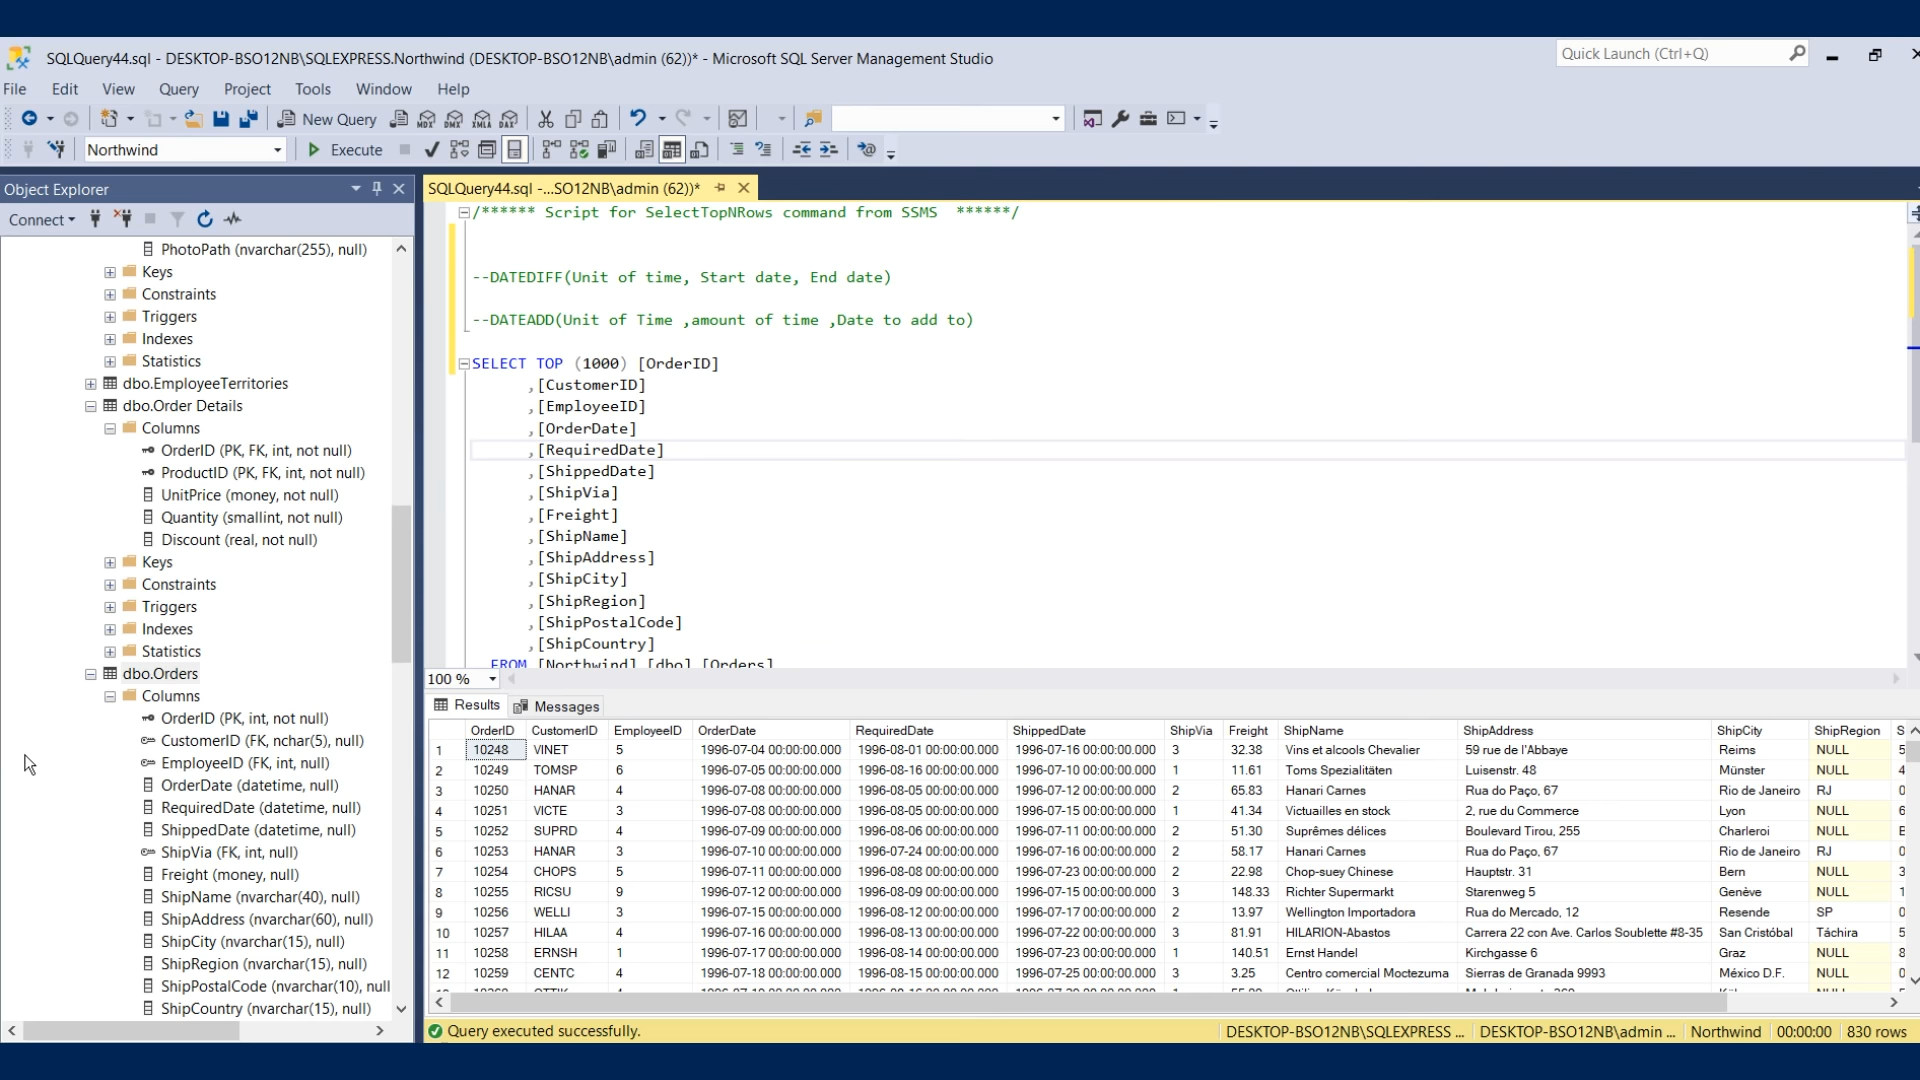 SQLQuery44.sql - DESKTOP-BSO12NB\SQLEXPRESS.Northwind (DESKTOP-BSO12NB\admin (62))* - Microsoft SQL Server Management Studio
Quick Launch (Ctrl+Q)
File Edit View Query Project Tools Window Help
New Query MDX DMX XMLA DAX
Northwind Execute
Object Explorer
Connect
PhotoPath (nvarchar(255), null)
Keys
Constraints
Triggers
Indexes
Statistics
dbo.EmployeeTerritories
dbo.Order Details
Columns
OrderID (PK, FK, int, not null)
ProductID (PK, FK, int, not null)
UnitPrice (money, not null)
Quantity (smallint, not null)
Discount (real, not null)
Keys
Constraints
Triggers
Indexes
Statistics
dbo.Orders
Columns
OrderID (PK, int, not null)
CustomerID (FK, nchar(5), null)
EmployeeID (FK, int, null)
OrderDate (datetime, null)
RequiredDate (datetime, null)
ShippedDate (datetime, null)
ShipVia (FK, int, null)
Freight (money, null)
ShipName (nvarchar(40), null)
ShipAddress (nvarchar(60), null)
ShipCity (nvarchar(15), null)
ShipRegion (nvarchar(15), null)
ShipPostalCode (nvarchar(10), null
ShipCountry (nvarchar(15), null)
SQLQuery44.sql -...SO12NB\admin (62))*
/****** Script for SelectTopNRows command from SSMS ******/
--DATEDIFF(Unit of time, Start date, End date)
--DATEADD(Unit of Time ,amount of time ,Date to add to)
SELECT TOP (1000) [OrderID]
,[CustomerID]
,[EmployeeID]
,[OrderDate]
,[RequiredDate]
,[ShippedDate]
,[ShipVia]
,[Freight]
,[ShipName]
,[ShipAddress]
,[ShipCity]
,[ShipRegion]
,[ShipPostalCode]
,[ShipCountry]
FROM [Northwind].[dbo].[Orders]
100 %
Results Messages
OrderID CustomerID EmployeeID OrderDate RequiredDate ShippedDate ShipVia Freight ShipName ShipAddress ShipCity ShipRegion S
1 10248 VINET 5 1996-07-04 00:00:00.000 1996-08-01 00:00:00.000 1996-07-16 00:00:00.000 3 32.38 Vins et alcools Chevalier 59 rue de l'Abbaye Reims NULL 5
2 10249 TOMSP 6 1996-07-05 00:00:00.000 1996-08-16 00:00:00.000 1996-07-10 00:00:00.000 1 11.61 Toms Spezialitäten Luisenstr. 48 Münster NULL 4
3 10250 HANAR 4 1996-07-08 00:00:00.000 1996-08-05 00:00:00.000 1996-07-12 00:00:00.000 2 65.83 Hanari Carnes Rua do Paço, 67 Rio de Janeiro RJ 0
4 10251 VICTE 3 1996-07-08 00:00:00.000 1996-08-05 00:00:00.000 1996-07-15 00:00:00.000 1 41.34 Victuailles en stock 2, rue du Commerce Lyon NULL 6
5 10252 SUPRD 4 1996-07-09 00:00:00.000 1996-08-06 00:00:00.000 1996-07-11 00:00:00.000 2 51.30 Suprêmes délices Boulevard Tirou, 255 Charleroi NULL B
6 10253 HANAR 3 1996-07-10 00:00:00.000 1996-07-24 00:00:00.000 1996-07-16 00:00:00.000 2 58.17 Hanari Carnes Rua do Paço, 67 Rio de Janeiro RJ 0
7 10254 CHOPS 5 1996-07-11 00:00:00.000 1996-08-08 00:00:00.000 1996-07-23 00:00:00.000 2 22.98 Chop-suey Chinese Hauptstr. 31 Bern NULL 3
8 10255 RICSU 9 1996-07-12 00:00:00.000 1996-08-09 00:00:00.000 1996-07-15 00:00:00.000 3 148.33 Richter Supermarkt Starenweg 5 Genève NULL 1
9 10256 WELLI 3 1996-07-15 00:00:00.000 1996-08-12 00:00:00.000 1996-07-17 00:00:00.000 2 13.97 Wellington Importadora Rua do Mercado, 12 Resende SP 0
10 10257 HILAA 4 1996-07-16 00:00:00.000 1996-08-13 00:00:00.000 1996-07-22 00:00:00.000 3 81.91 HILARION-Abastos Carrera 22 con Ave. Carlos Soublette #8-35 San Cristóbal Táchira 5
11 10258 ERNSH 1 1996-07-17 00:00:00.000 1996-08-14 00:00:00.000 1996-07-23 00:00:00.000 1 140.51 Ernst Handel Kirchgasse 6 Graz NULL 8
12 10259 CENTC 4 1996-07-18 00:00:00.000 1996-08-15 00:00:00.000 1996-07-25 00:00:00.000 3 3.25 Centro comercial Moctezuma Sierras de Granada 9993 México D.F. NULL 0
Query executed successfully. DESKTOP-BSO12NB\SQLEXPRESS ... DESKTOP-BSO12NB\admin ... Northwind 00:00:00 830 rows